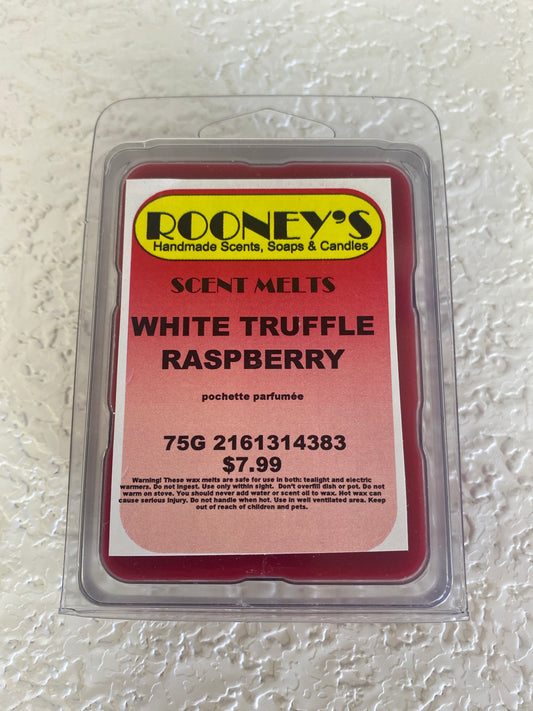 ROONEY'S
Handmade Scents, Soaps & Candles
SCENT MELTS
WHITE TRUFFLE
RASPBERRY
pochette parfumée
75G 2161314383
$7.99
Warning! These wax melts are safe for use in both: tealight and electric
warmers. Do not ingest. Use only within sight. Don't overfill dish or pot. Do not
warm on stove. You should never add water or scent oil to wax. Hot wax can
cause serious injury. Do not handle when hot. Use in well ventilated area. Keep
out of reach of children and pets.